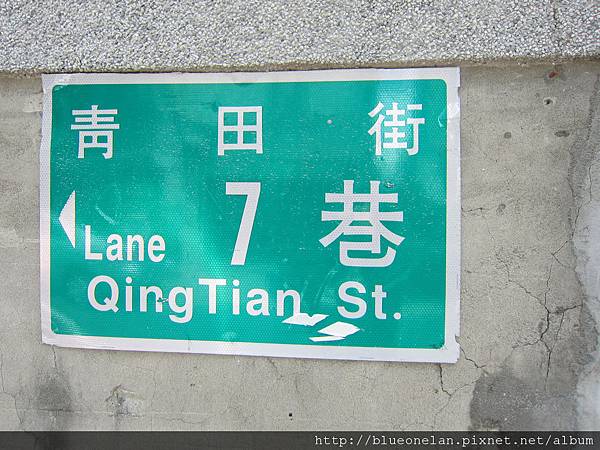 青田街
7巷
Lane
QingTian St.
http://blueonelan.pixnet.net/album